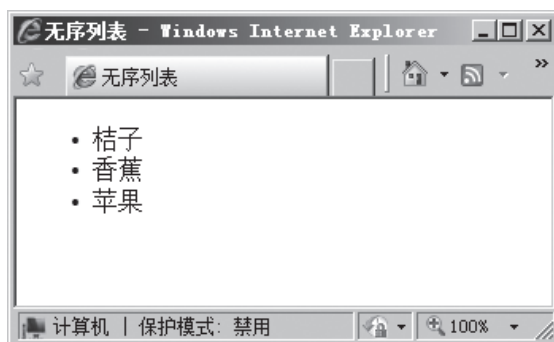 无序列表 - Windows Internet Explorer
无序列表
• 桔子
• 香蕉
• 苹果
计算机 | 保护模式: 禁用
100%